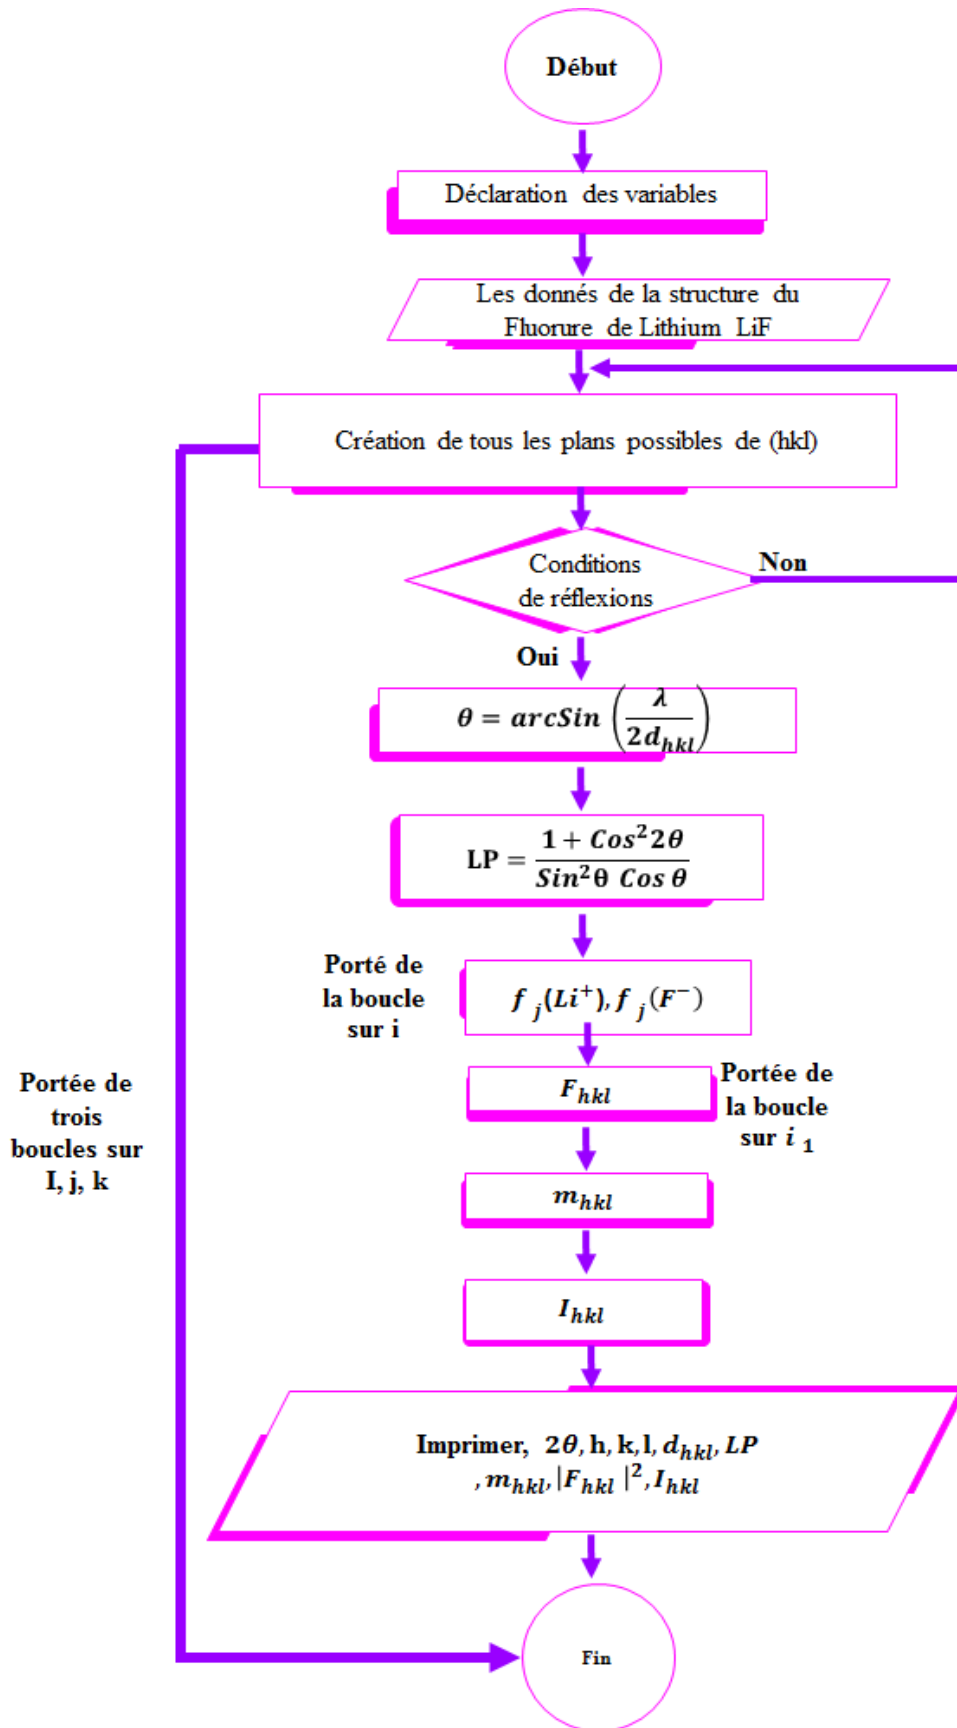 Début
Déclaration des variables
Les donnés de la structure du
Fluorure de Lithium LiF
Création de tous les plans possibles de (hkl)
Conditions
de réflexions
Non
Oui
θ = arcSin (λ / 2d_hkl)
LP = (1 + Cos² 2θ) / (Sin²θ Cos θ)
Porté de
la boucle
sur i
f_j(Li⁺), f_j(F⁻)
F_hkl
Portée de
la boucle
sur i_1
Portée de
trois
boucles sur
I, j, k
m_hkl
I_hkl
Imprimer, 2θ, h, k, l, d_hkl, LP
, m_hkl, |F_hkl|², I_hkl
Fin